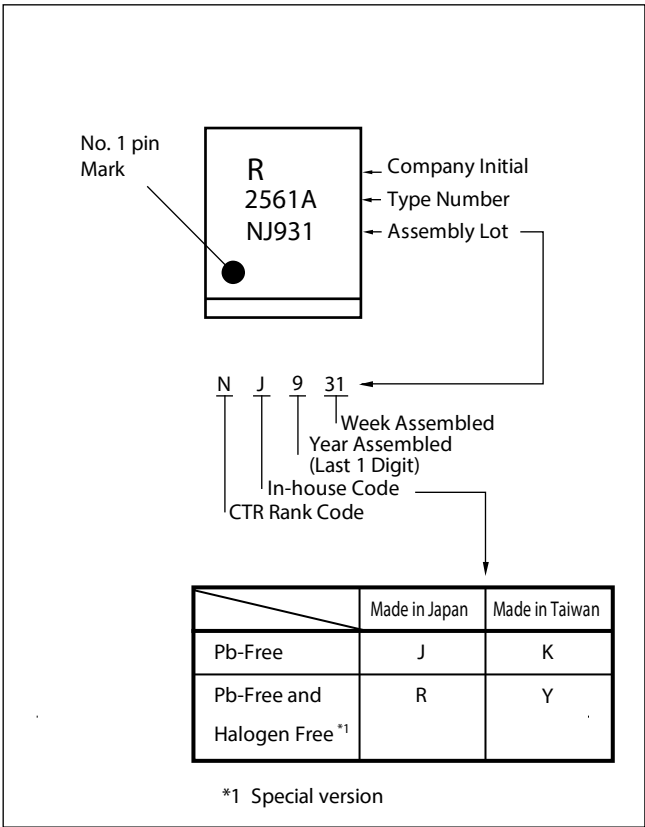 No. 1 pin
Mark
R
2561A
NJ931
Company Initial
Type Number
Assembly Lot
N J 9 31
Week Assembled
Year Assembled
(Last 1 Digit)
In-house Code
CTR Rank Code
Made in Japan Made in Taiwan
Pb-Free J K
Pb-Free and R Y
Halogen Free *1
*1 Special version